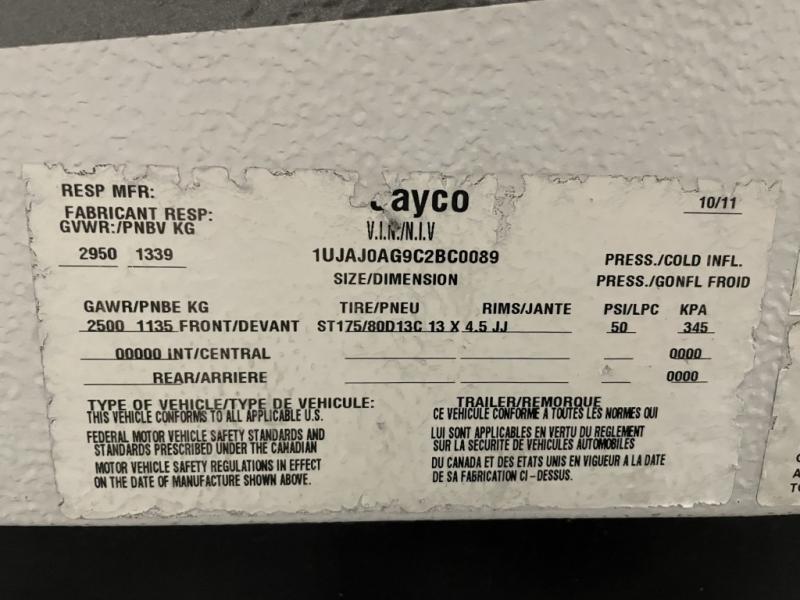 RESP MFR:
ayco
10/11
FABRICANT RESP:
GVWR:/PNBV KG
V.I.N./N.I.V
2950 1339
1UJAJ0AG9C2BC0089
PRESS./COLD INFL.
SIZE/DIMENSION
PRESS./GONFL FROID
GAWR/PNBE KG TIRE/PNEU RIMS/JANTE PSI/LPC KPA
2500 1135 FRONT/DEVANT ST175/80D13C 13 X 4.5 JJ 50 345
00000 INT/CENTRAL 0000
REAR/ARRIERE 0000
TYPE OF VEHICLE/TYPE DE VEHICULE: TRAILER/REMORQUE
THIS VEHICLE CONFORMS TO ALL APPLICABLE U.S.
FEDERAL MOTOR VEHICLE SAFETY STANDARDS AND
STANDARDS PRESCRIBED UNDER THE CANADIAN
MOTOR VEHICLE SAFETY REGULATIONS IN EFFECT
ON THE DATE OF MANUFACTURE SHOWN ABOVE.
CE VEHICULE CONFORME A TOUTES LES NORMES QUI
LUI SONT APPLICABLES EN VERTU DU REGLEMENT
SUR LA SECURITE DE VEHICULES AUTOMOBILES
DU CANADA ET DES ETATS UNIS EN VIGUEUR A LA DATE
DE SA FABRICATION CI-DESSUS.